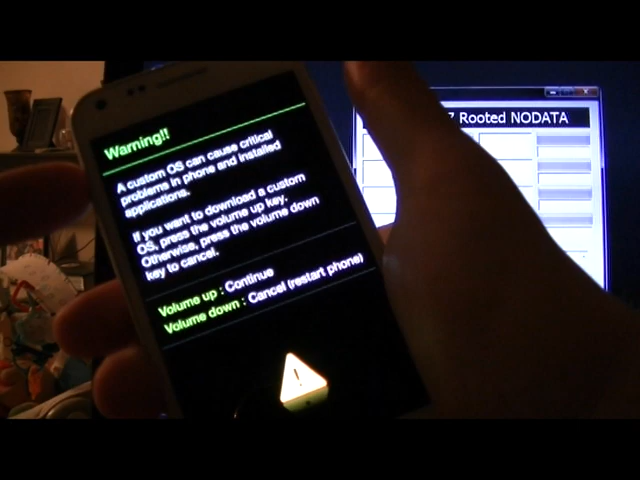 Warning!!
A custom OS can cause critical
problems in phone and installed
applications.
If you want to download a custom
OS, press the volume up key.
Otherwise, press the volume down
key to cancel.
Volume up : Continue
Volume down : Cancel (restart phone)
7 Rooted NODATA